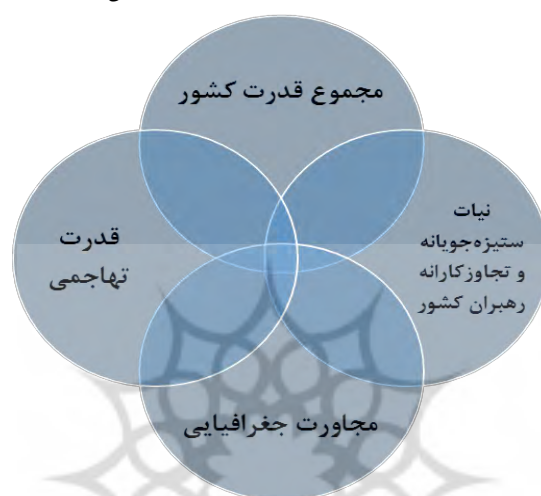 مجموع قدرت کشور
نیات
ستیزه‌جویانه
و تجاوزکارانه
رهبران کشور
قدرت
تهاجمی
مجاورت جغرافیایی